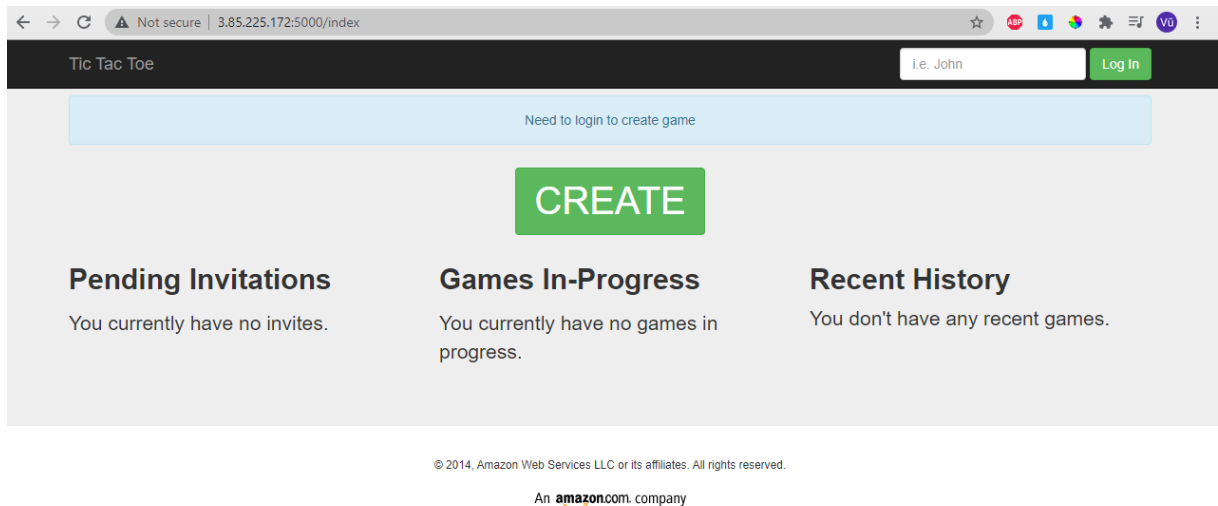 Not secure | 3.85.225.172:5000/index
ABP
Vũ
Tic Tac Toe
i.e. John
Log In
Need to login to create game
CREATE
Pending Invitations
You currently have no invites.
Games In-Progress
You currently have no games in
progress.
Recent History
You don't have any recent games.
© 2014, Amazon Web Services LLC or its affiliates. All rights reserved.
An amazon.com. company